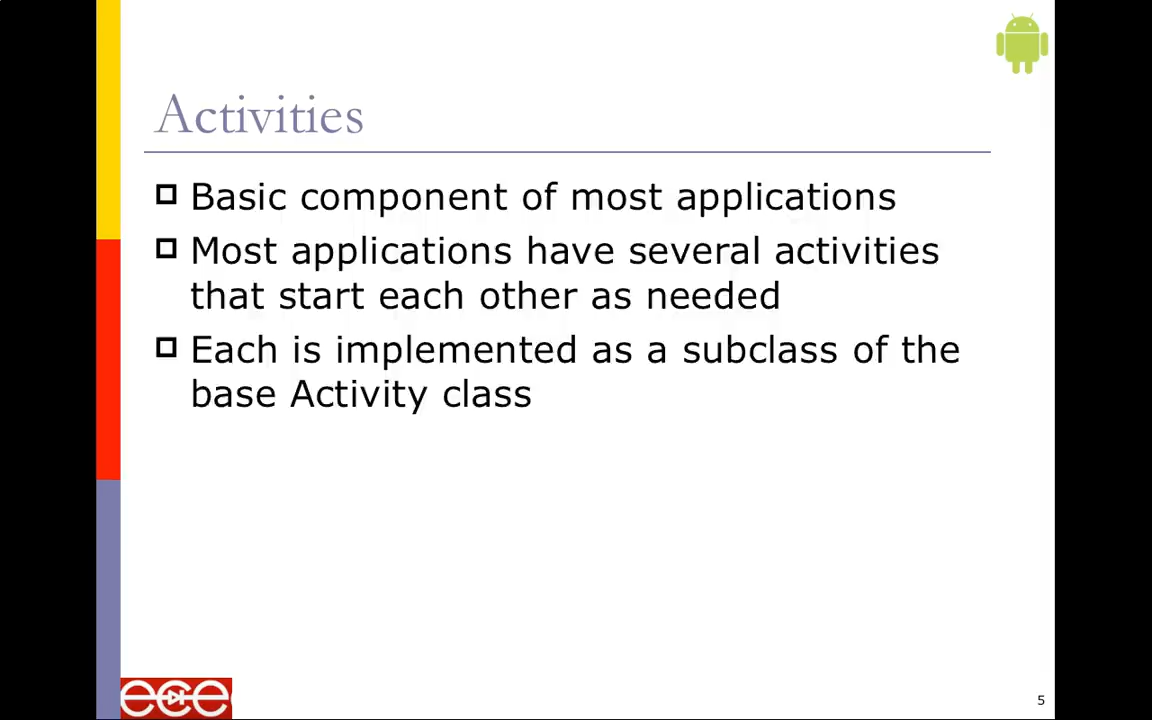 Activities
Basic component of most applications
Most applications have several activities
that start each other as needed
Each is implemented as a subclass of the
base Activity class
ece
5